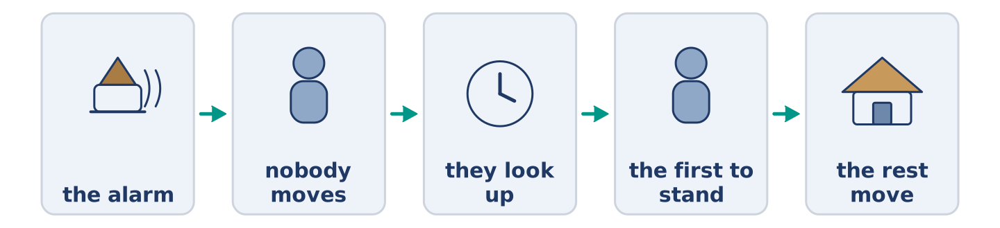 the alarm
nobody
moves
they look
up
the first to
stand
the rest
move